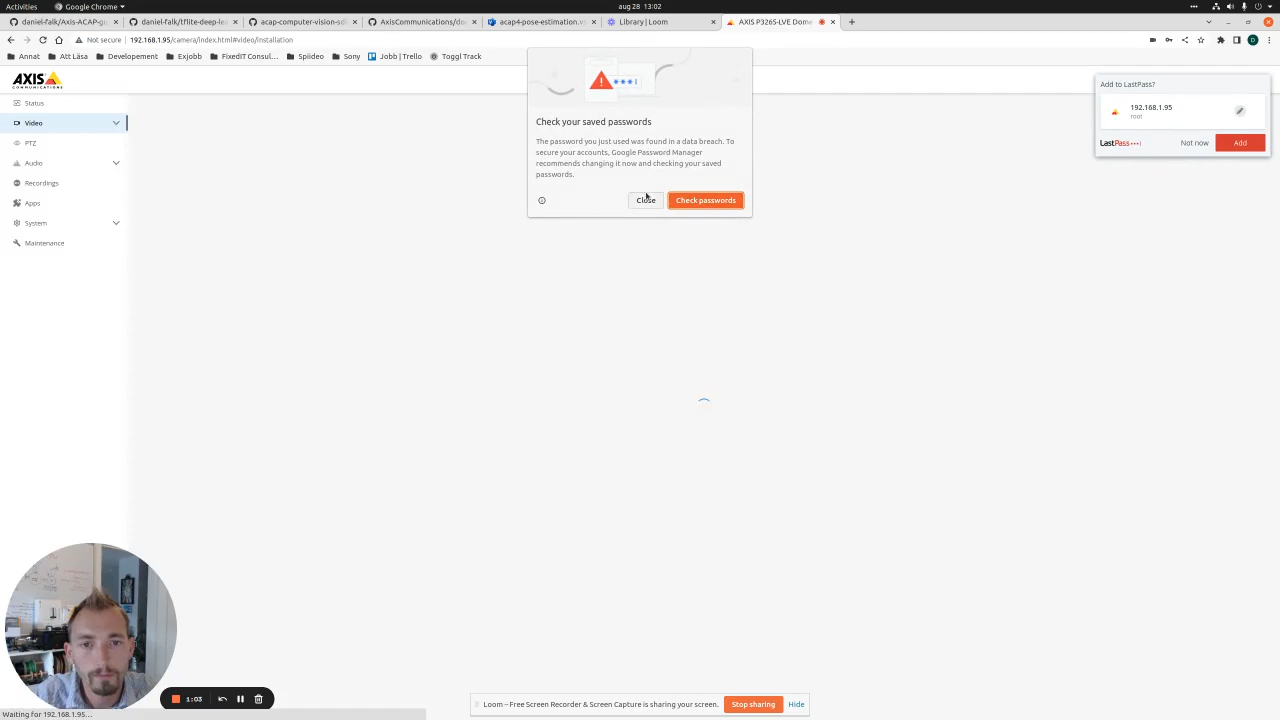 Activities
Google Chrome
aug 28 13:02
daniel-falk/Axis-ACAP-gu
daniel-falk/tflite-deep-lea
acap-computer-vision-sdl
AxisCommunications/do
acap4-pose-estimation.vs
Library | Loom
AXIS P3265-LVE Dome
Not secure
192.168.1.95/camera/index.html#video/installation
Annat
Att Läsa
Developement
Exjobb
FixedIT Consul...
Spiideo
Sony
Jobb | Trello
Toggl Track
AXIS
COMMUNICATIONS
Status
Video
PTZ
Audio
Recordings
Apps
System
Maintenance
Check your saved passwords
The password you just used was found in a data breach. To
secure your accounts, Google Password Manager
recommends changing it now and checking your saved
passwords.
Close
Check passwords
Add to LastPass?
192.168.1.95
root
LastPass
Not now
Add
1:03
Loom – Free Screen Recorder & Screen Capture is sharing your screen.
Stop sharing
Hide
Waiting for 192.168.1.95...